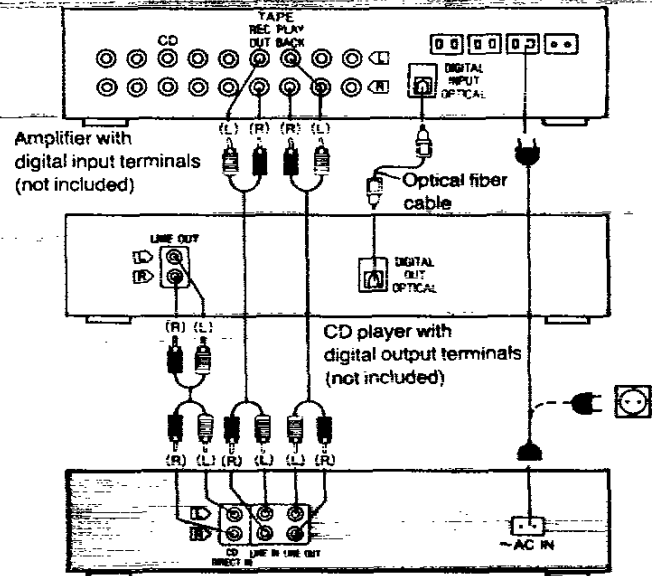 TAPE
REC PLAY
CD OUT BACK
L
R
DIGITAL
INPUT
OPTICAL
(L) (R) (R) (L)
Amplifier with
digital input terminals
(not included)
Optical fiber
cable
LINE OUT
L
R
DIGITAL
OUT
OPTICAL
(R) (L)
CD player with
digital output terminals
(not included)
(R) (L) (R) (L) (L) (R)
L
R
CD
DIRECT IN
LINE IN LINE OUT
~AC IN